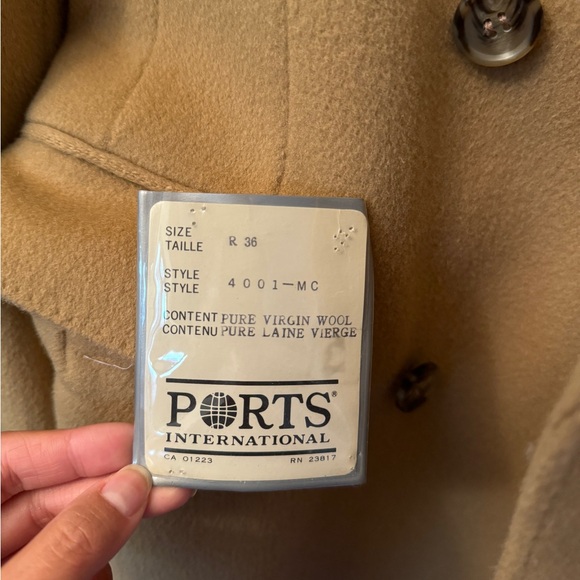 SIZE
TAILLE R 36
STYLE
STYLE 4001-MC
CONTENT PURE VIRGIN WOOL
CONTENU PURE LAINE VIERGE
PORTS®
INTERNATIONAL
CA 01223 RN 23817